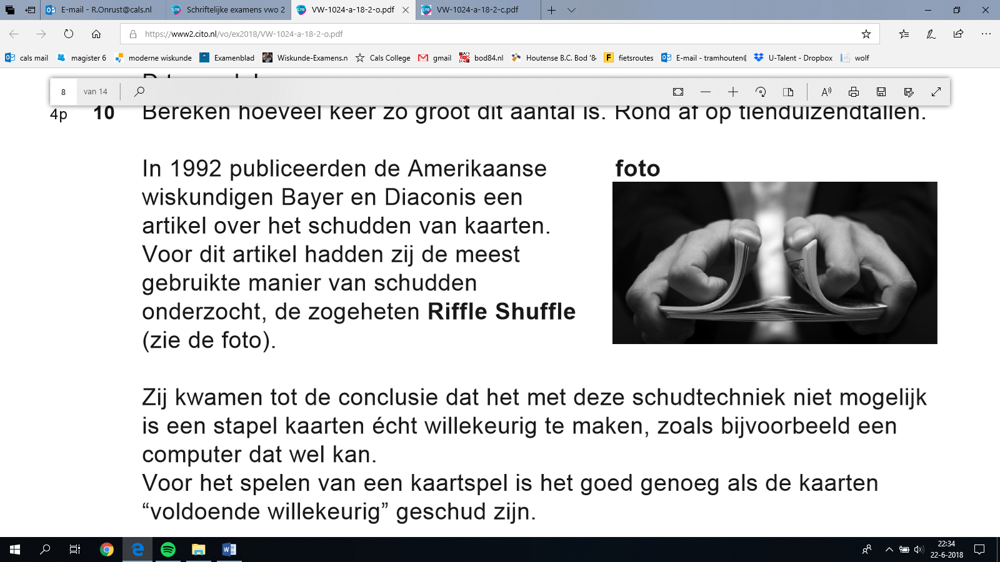 E-mail - R.Onrust@cals.nl Schriftelijke examens vwo 2 VW-1024-a-18-2-o.pdf VW-1024-a-18-2-c.pdf
https://www2.cito.nl/vo/ex2018/VW-1024-a-18-2-o.pdf
cals mail magister 6 moderne wiskunde Examenblad Wiskunde-Examens.n Cals College gmail bod84.nl Houtense B.C. Bod '84 fietsroutes E-mail - tramhouten@ U-Talent - Dropbox wolf
8 van 14
4p 10 Bereken hoeveel keer zo groot dit aantal is. Rond af op tienduizendtallen.
In 1992 publiceerden de Amerikaanse
wiskundigen Bayer en Diaconis een
artikel over het schudden van kaarten.
Voor dit artikel hadden zij de meest
gebruikte manier van schudden
onderzocht, de zogeheten Riffle Shuffle
(zie de foto).
foto
Zij kwamen tot de conclusie dat het met deze schudtechniek niet mogelijk
is een stapel kaarten écht willekeurig te maken, zoals bijvoorbeeld een
computer dat wel kan.
Voor het spelen van een kaartspel is het goed genoeg als de kaarten
“voldoende willekeurig” geschud zijn.
22:34
22-6-2018